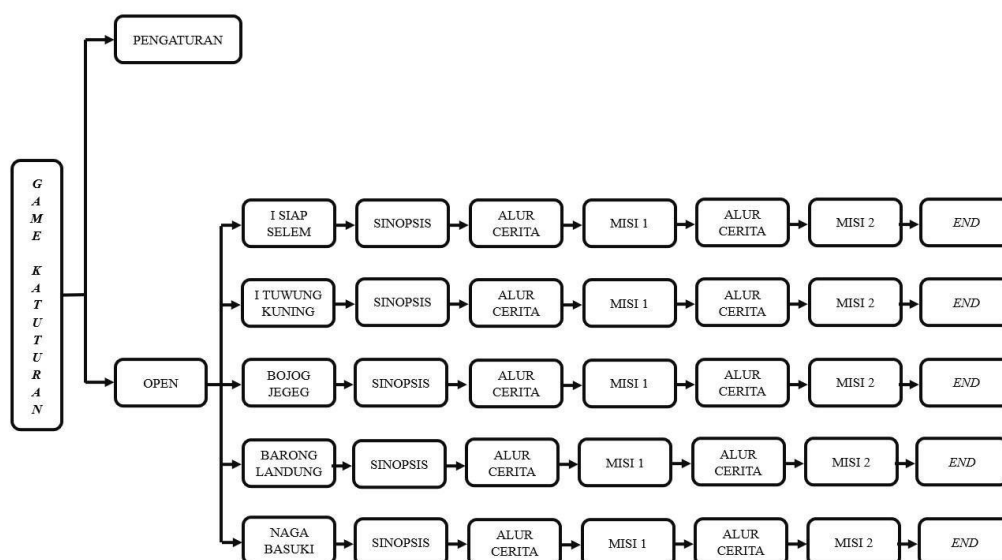 PENGATURAN
GAME KATUTURAN
OPEN
I SIAP
SELEM
SINOPSIS
ALUR
CERITA
MISI 1
ALUR
CERITA
MISI 2
END
I TUWUNG
KUNING
SINOPSIS
ALUR
CERITA
MISI 1
ALUR
CERITA
MISI 2
END
BOJOG
JEGEG
SINOPSIS
ALUR
CERITA
MISI 1
ALUR
CERITA
MISI 2
END
BARONG
LANDUNG
SINOPSIS
ALUR
CERITA
MISI 1
ALUR
CERITA
MISI 2
END
NAGA
BASUKI
SINOPSIS
ALUR
CERITA
MISI 1
ALUR
CERITA
MISI 2
END